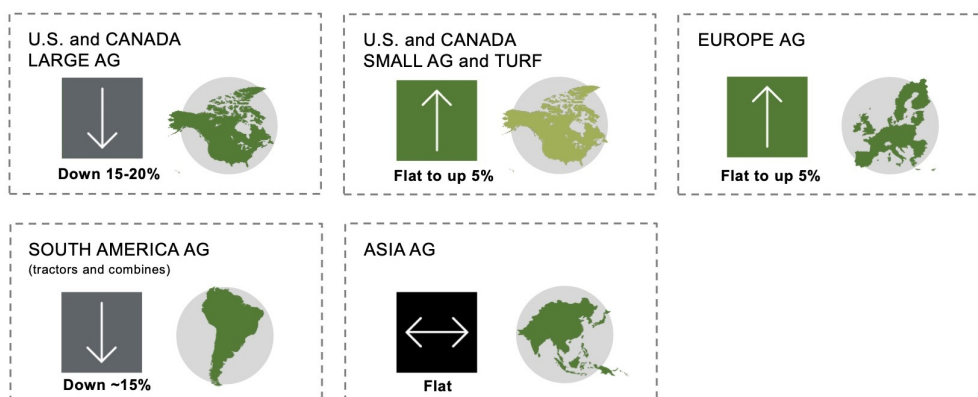 U.S. and CANADA
LARGE AG
Down 15-20%
U.S. and CANADA
SMALL AG and TURF
Flat to up 5%
EUROPE AG
Flat to up 5%
SOUTH AMERICA AG
(tractors and combines)
Down ~15%
ASIA AG
Flat